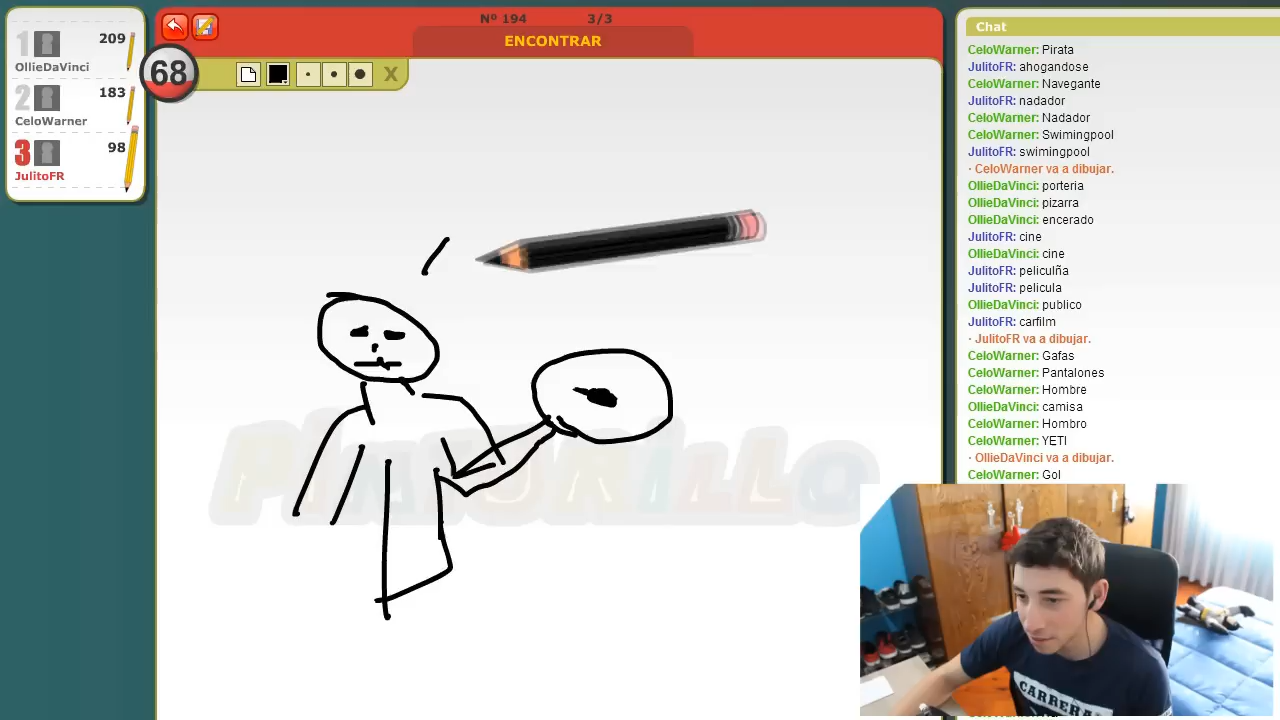 1
209
OllieDaVinci
2
183
CeloWarner
3
98
JulitoFR
68
Nº 194 3/3
ENCONTRAR
X
PINTURILLO
Chat
CeloWarner: Pirata
JulitoFR: ahogandose
CeloWarner: Navegante
JulitoFR: nadador
CeloWarner: Nadador
CeloWarner: Swimingpool
JulitoFR: swimingpool
· CeloWarner va a dibujar.
OllieDaVinci: porteria
OllieDaVinci: pizarra
OllieDaVinci: encerado
JulitoFR: cine
OllieDaVinci: cine
JulitoFR: peliculña
JulitoFR: pelicula
OllieDaVinci: publico
JulitoFR: carfilm
· JulitoFR va a dibujar.
CeloWarner: Gafas
CeloWarner: Pantalones
CeloWarner: Hombre
OllieDaVinci: camisa
CeloWarner: Hombro
CeloWarner: YETI
· OllieDaVinci va a dibujar.
CeloWarner: Gol